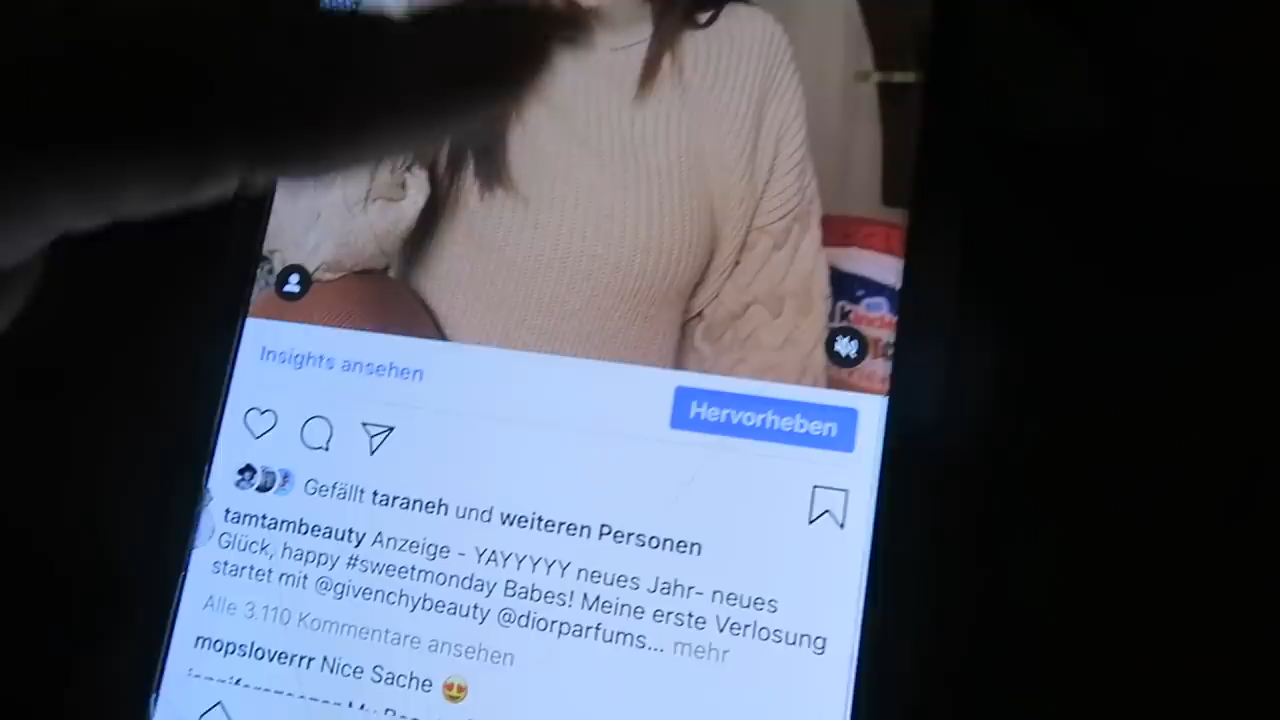 kinder
Insights ansehen
Hervorheben
Gefällt taraneh und weiteren Personen
tamtambeauty Anzeige - YAYYYYY neues Jahr- neues
Glück, happy #sweetmonday Babes! Meine erste Verlosung
startet mit @givenchybeauty @diorparfums... mehr
Alle 3.110 Kommentare ansehen
mopsloverrr Nice Sache 😍